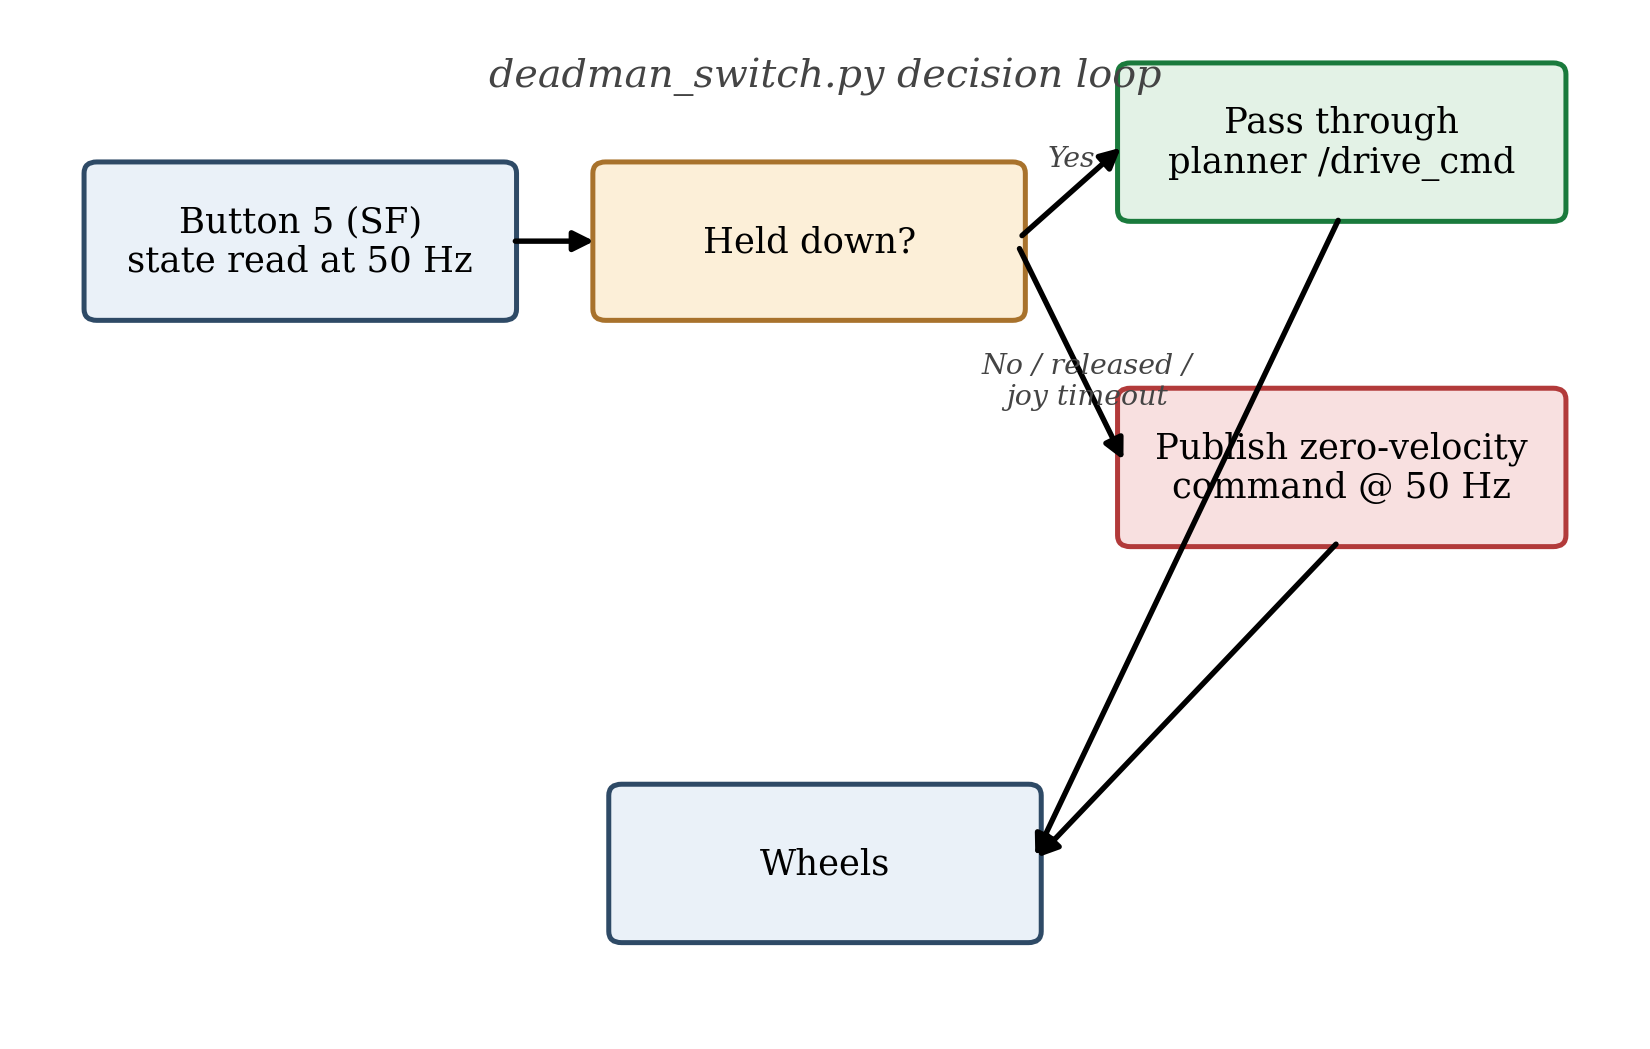 deadman_switch.py decision loop
Button 5 (SF)
state read at 50 Hz
Held down?
Yes
Pass through
planner /drive_cmd
No / released /
joy timeout
Publish zero-velocity
command @ 50 Hz
Wheels